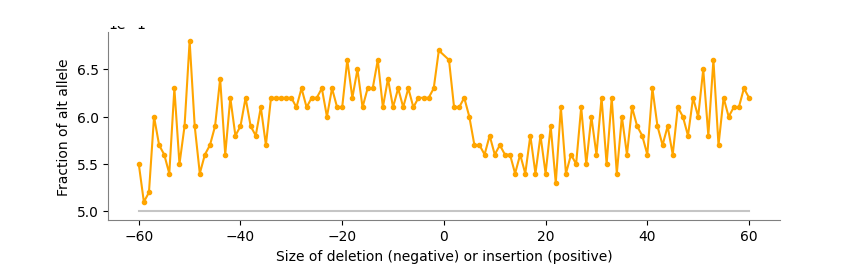 6.5
6.0
5.5
5.0
Fraction of alt allele
−60 −40 −20 0 20 40 60
Size of deletion (negative) or insertion (positive)